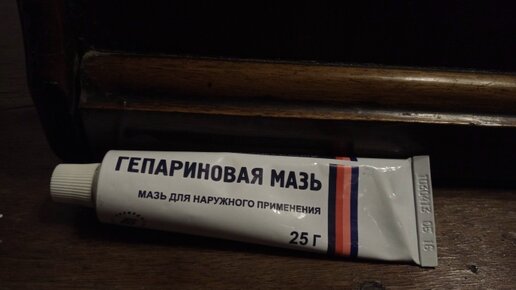 ГЕПАРИНОВАЯ МАЗЬ
МАЗЬ ДЛЯ НАРУЖНОГО ПРИМЕНЕНИЯ
25 Г